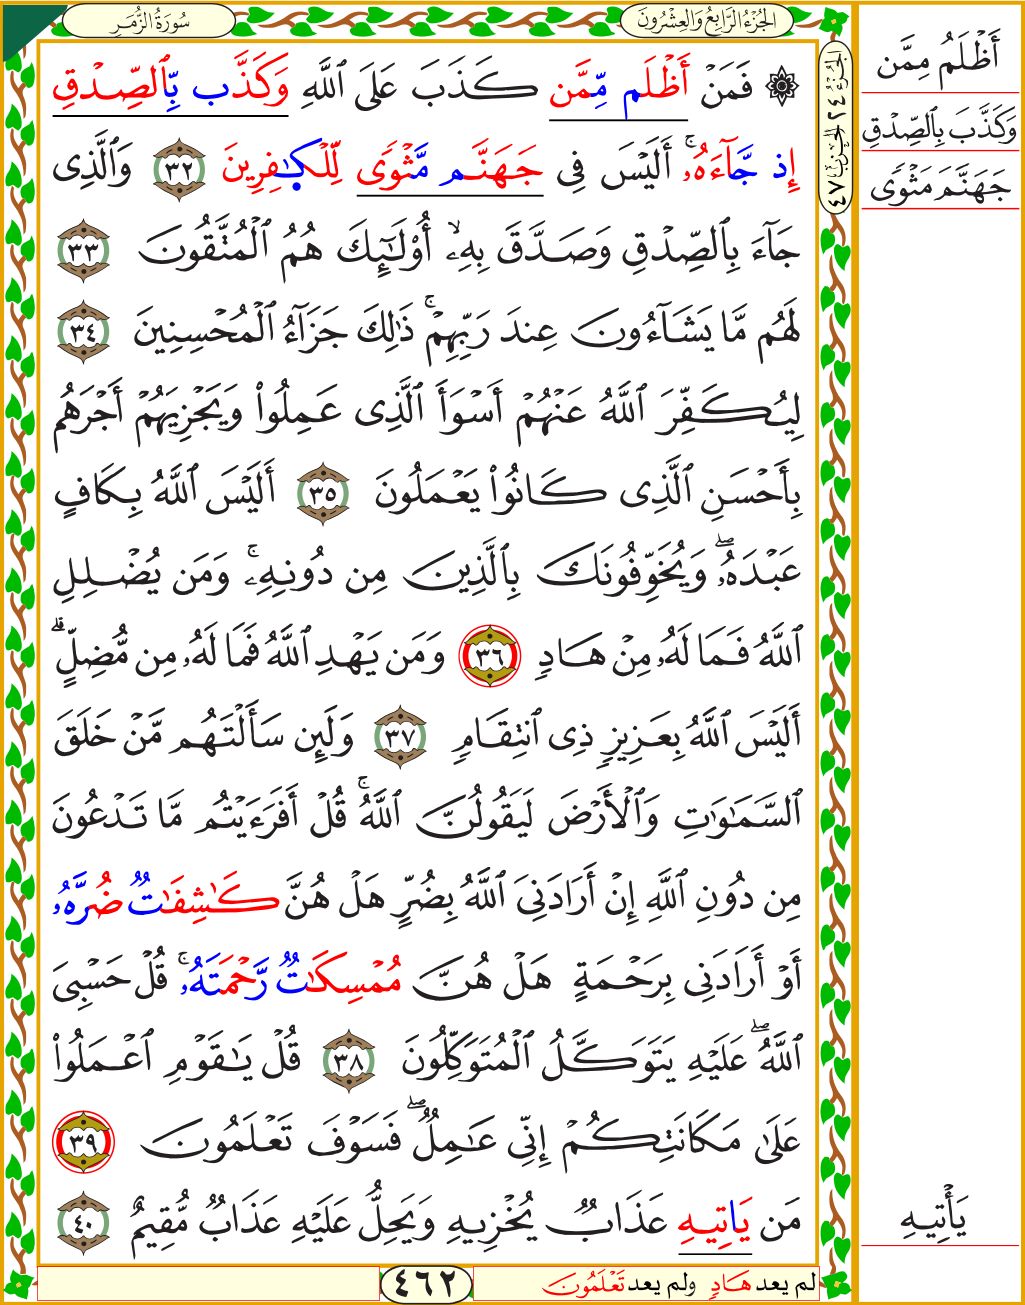 الجُزْءُ الرَّابِعُ وَالعِشْرُونَ
سُورَةُ الزُّمَر
الجزء ٢٤ الحزب ٤٧
۞ فَمَنْ أَظْلَم مِّمَّن كَذَبَ عَلَى ٱللَّهِ وَكَذَّب بِّٱلصِّدْقِ
إِذ جَّآءَهُۥٓۚ أَلَيْسَ فِى جَهَنَّم مَّثْوًى لِّلْكَٰفِرِينَ ٣٢ وَٱلَّذِى
جَآءَ بِٱلصِّدْقِ وَصَدَّقَ بِهِۦۙ أُوْلَٰٓئِكَ هُمُ ٱلْمُتَّقُونَ ٣٣
لَهُم مَّا يَشَآءُونَ عِندَ رَبِّهِمْۚ ذَٰلِكَ جَزَآءُ ٱلْمُحْسِنِينَ ٣٤
لِيُكَفِّرَ ٱللَّهُ عَنْهُمْ أَسْوَأَ ٱلَّذِى عَمِلُواْ وَيَجْزِيَهُمْ أَجْرَهُم
بِأَحْسَنِ ٱلَّذِى كَانُواْ يَعْمَلُونَ ٣٥ أَلَيْسَ ٱللَّهُ بِكَافٍ
عَبْدَهُۥۖ وَيُخَوِّفُونَكَ بِٱلَّذِينَ مِن دُونِهِۦۚ وَمَن يُضْلِلِ
ٱللَّهُ فَمَا لَهُۥ مِنْ هَادٍ ٣٦ وَمَن يَهْدِ ٱللَّهُ فَمَا لَهُۥ مِن مُّضِلٍّۗ
أَلَيْسَ ٱللَّهُ بِعَزِيزٍ ذِى ٱنتِقَامٍ ٣٧ وَلَئِن سَأَلْتَهُم مَّنْ خَلَقَ
ٱلسَّمَٰوَٰتِ وَٱلْأَرْضَ لَيَقُولُنَّ ٱللَّهُۚ قُلْ أَفَرَءَيْتُم مَّا تَدْعُونَ
مِن دُونِ ٱللَّهِ إِنْ أَرَادَنِىَ ٱللَّهُ بِضُرٍّ هَلْ هُنَّ كَٰشِفَٰتٌ ضُرَّهُۥ
أَوْ أَرَادَنِى بِرَحْمَةٍ هَلْ هُنَّ مُمْسِكَٰتٌ رَّحْمَتَهُۥۚ قُلْ حَسْبِىَ
ٱللَّهُۖ عَلَيْهِ يَتَوَكَّلُ ٱلْمُتَوَكِّلُونَ ٣٨ قُلْ يَٰقَوْمِ ٱعْمَلُواْ
عَلَىٰ مَكَانَتِكُمْ إِنِّى عَٰمِلٌۖ فَسَوْفَ تَعْلَمُونَ ٣٩
مَن يَاتِيهِ عَذَابٌ يُخْزِيهِ وَيَحِلُّ عَلَيْهِ عَذَابٌ مُّقِيمٌ ٤٠
أَظْلَمُ مِمَّن
وَكَذَّبَ بِٱلصِّدْقِ
جَهَنَّمَ مَثْوًى
يَأْتِيهِ
لم يعد هَادٍ ولم يعد تَعْلَمُونَ
٤٦٢